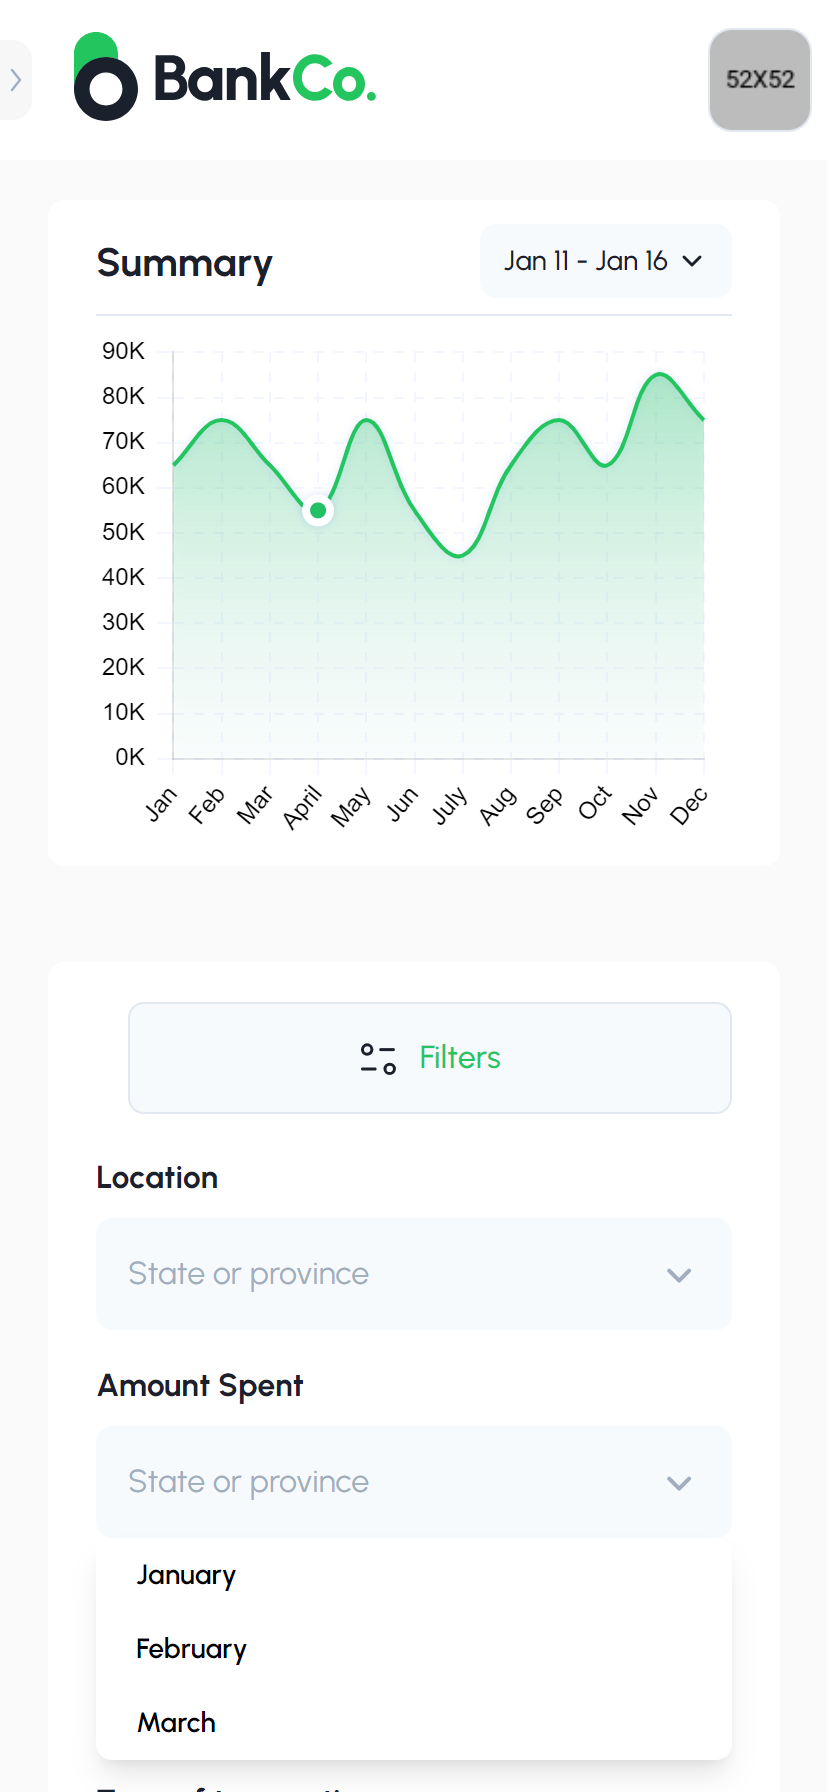 BankCo.
52X52
Summary
Jan 11 - Jan 16
90K
80K
70K
60K
50K
40K
30K
20K
10K
0K
Jan Feb Mar April May Jun July Aug Sep Oct Nov Dec
Filters
Location
State or province
Amount Spent
State or province
January
February
March